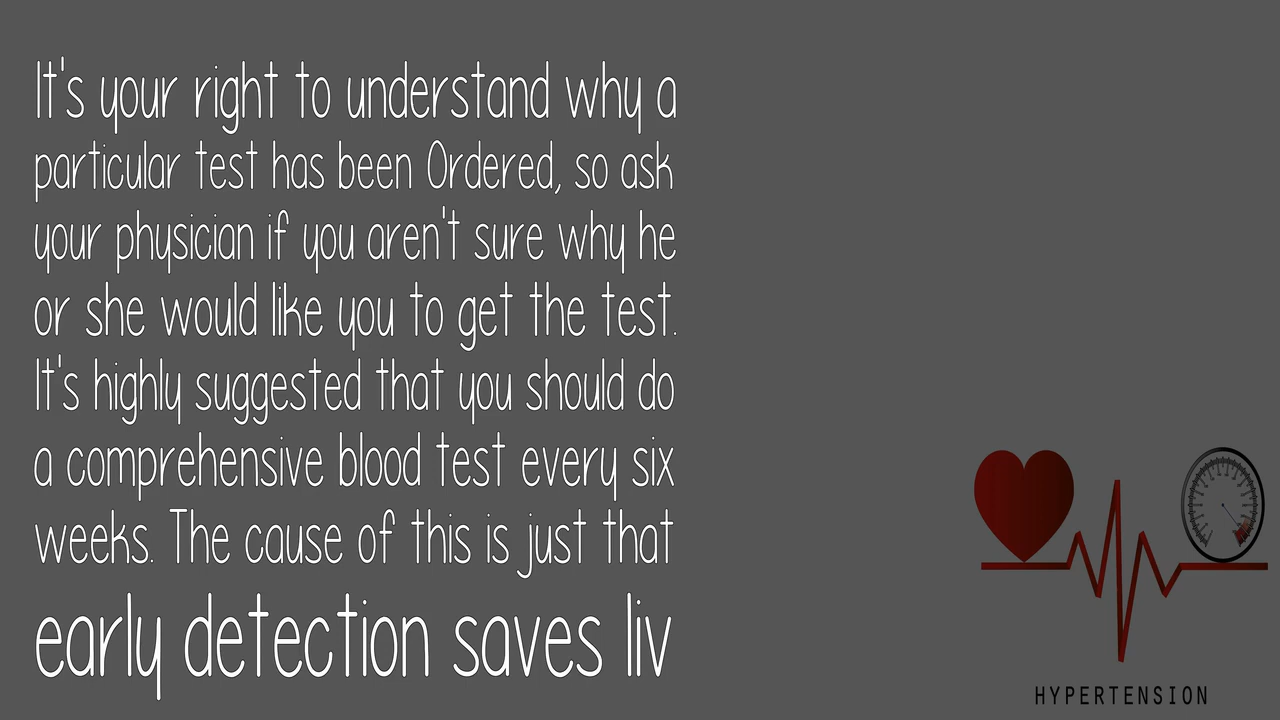 It's your right to understand why a
particular test has been Ordered, so ask
your physician if you aren't sure why he
or she would like you to get the test.
It's highly suggested that you should do
a comprehensive blood test every six
weeks. The cause of this is just that
early detection saves liv
HYPERTENSION